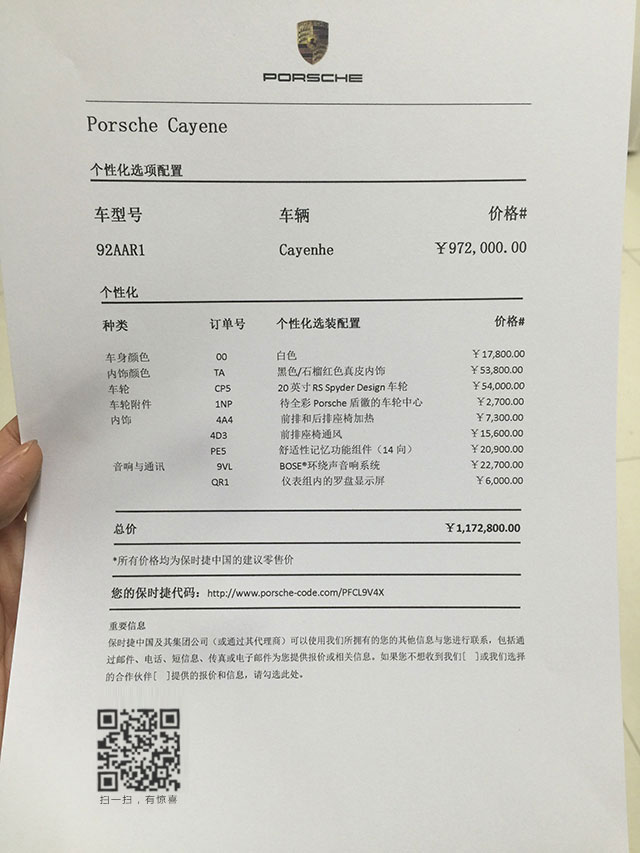 PORSCHE
Porsche Cayene
个性化选项配置
车型号 车辆 价格#
92AAR1 Cayenhe ￥972,000.00
个性化
种类 订单号 个性化选装配置 价格#
车身颜色 00 白色 ￥17,800.00
内饰颜色 TA 黑色/石榴红色真皮内饰 ￥53,800.00
车轮 CP5 20英寸RS Spyder Design 车轮 ￥54,000.00
车轮附件 1NP 待全彩 Porsche 盾徽的车轮中心 ￥2,700.00
内饰 4A4 前排和后排座椅加热 ￥7,300.00
4D3 前排座椅通风 ￥15,600.00
PE5 舒适性记忆功能组件（14 向） ￥20,900.00
音响与通讯 9VL BOSE®环绕声音响系统 ￥22,700.00
QR1 仪表组内的罗盘显示屏 ￥6,000.00
总价 ￥1,172,800.00
*所有价格均为保时捷中国的建议零售价
您的保时捷代码：http://www.porsche-code.com/PFCL9V4X
重要信息
保时捷中国及其集团公司（或通过其代理商）可以使用我们所拥有的您的其他信息与您进行联系，包括通
过邮件、电话、短信息、传真或电子邮件为您提供报价或相关信息。如果您不想收到我们[ ]或我们选择
的合作伙伴[ ]提供的报价和信息，请勾选此处。
扫一扫，有惊喜